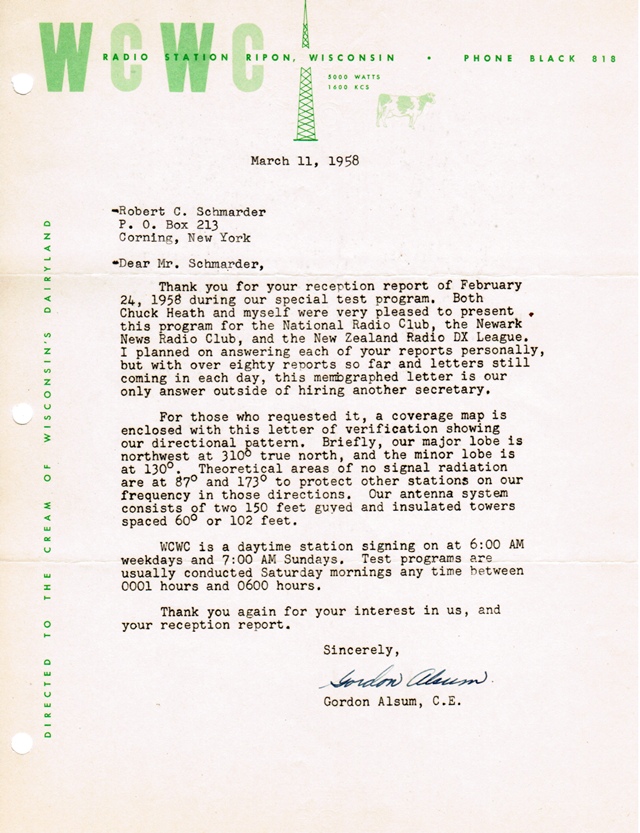 WCWC
RADIO STATION RIPON, WISCONSIN • PHONE BLACK 818
5000 WATTS
1600 KCS
March 11, 1958
Robert C. Schmarder
P. O. Box 213
Corning, New York
Dear Mr. Schmarder,
Thank you for your reception report of February
24, 1958 during our special test program. Both
Chuck Heath and myself were very pleased to present
this program for the National Radio Club, the Newark
News Radio Club, and the New Zealand Radio DX League.
I planned on answering each of your reports personally,
but with over eighty reports so far and letters still
coming in each day, this memographed letter is our
only answer outside of hiring another secretary.
For those who requested it, a coverage map is
enclosed with this letter of verification showing
our directional pattern. Briefly, our major lobe is
northwest at 310° true north, and the minor lobe is
at 130°. Theoretical areas of no signal radiation
are at 87° and 173° to protect other stations on our
frequency in those directions. Our antenna system
consists of two 150 feet guyed and insulated towers
spaced 60° or 102 feet.
WCWC is a daytime station signing on at 6:00 AM
weekdays and 7:00 AM Sundays. Test programs are
usually conducted Saturday mornings any time between
0001 hours and 0600 hours.
Thank you again for your interest in us, and
your reception report.
Sincerely,
Gordon Alsum
Gordon Alsum, C.E.
DIRECTED TO THE CREAM OF WISCONSIN'S DAIRYLAND